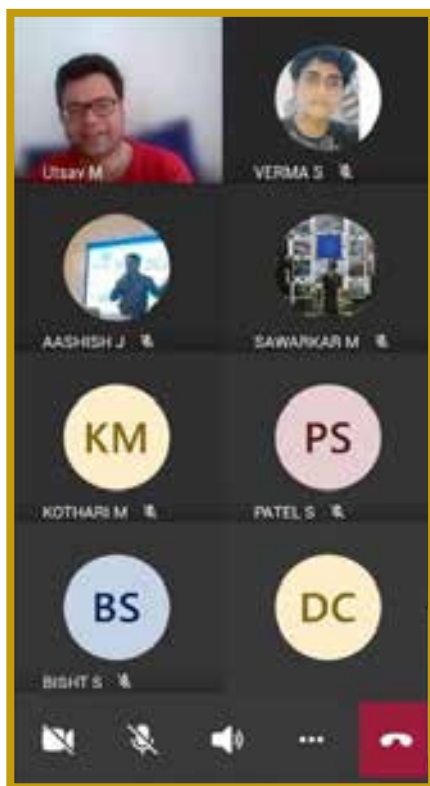 Utsav M
VERMA S
AASHISH J
SAWARKAR M
KM
PS
KOTHARI M
PATEL S
BS
DC
BISHT S